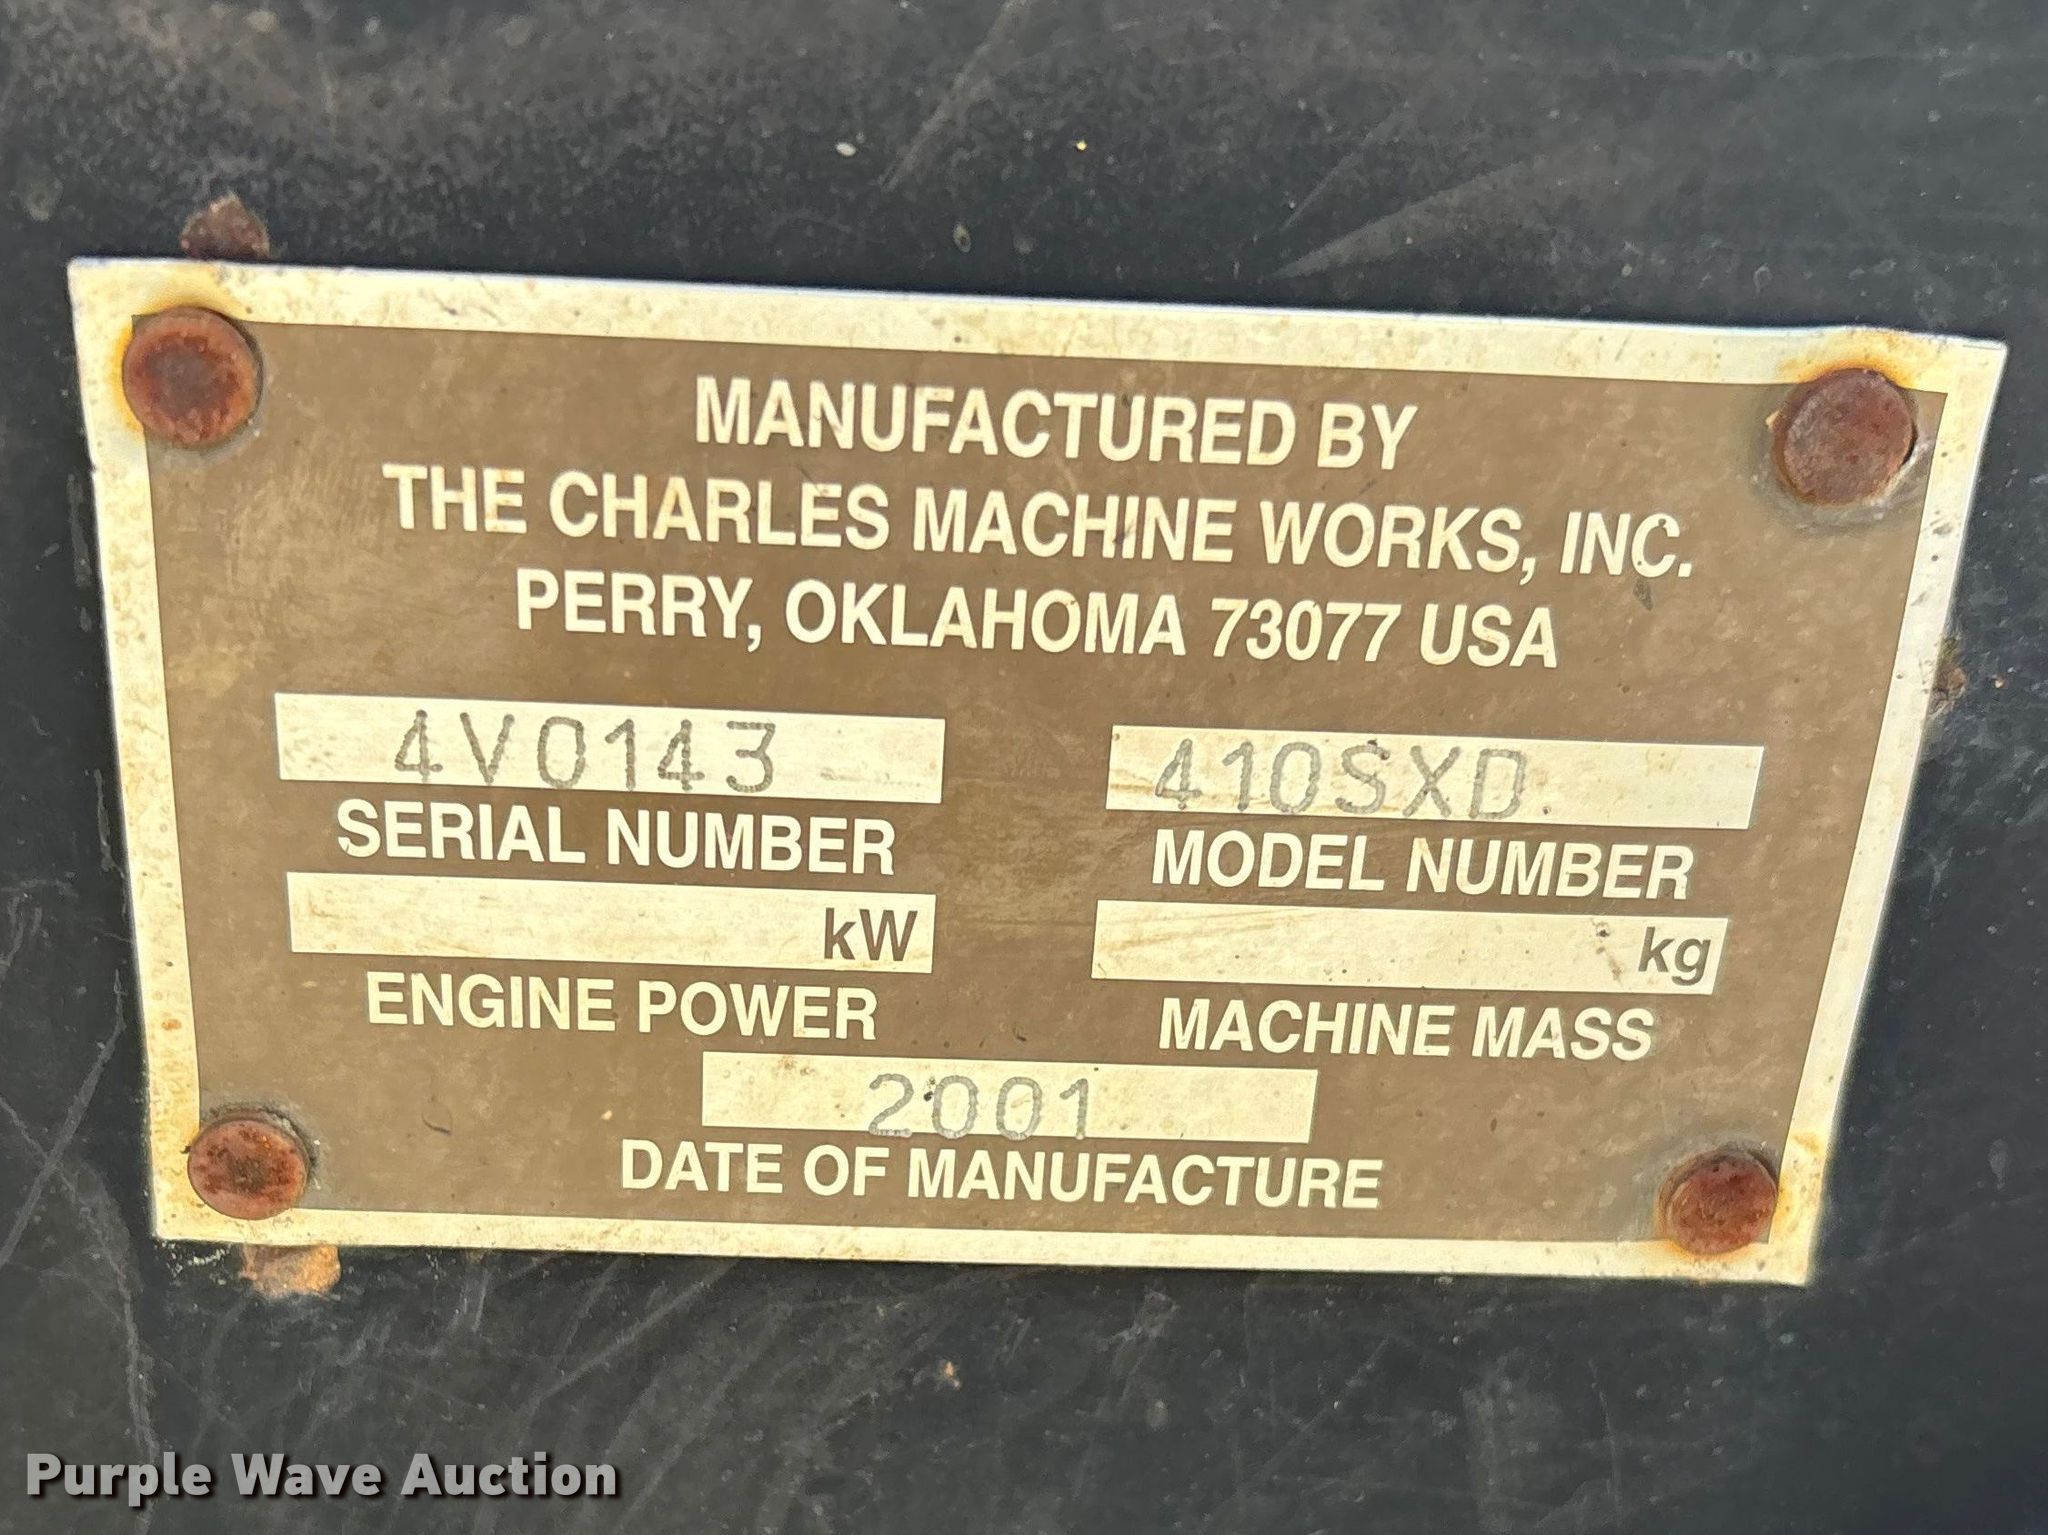 MANUFACTURED BY
THE CHARLES MACHINE WORKS, INC.
PERRY, OKLAHOMA 73077 USA
4V0143 410SXD
SERIAL NUMBER MODEL NUMBER
kW kg
ENGINE POWER MACHINE MASS
2001
DATE OF MANUFACTURE
Purple Wave Auction